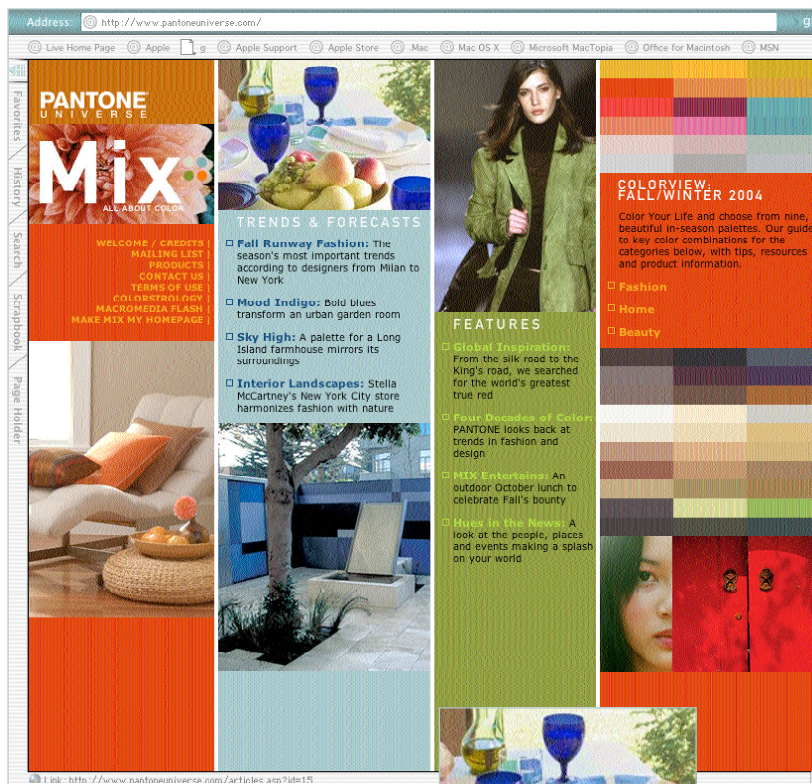 Address: http://www.pantoneuniverse.com/
g
Live Home Page Apple g Apple Support Apple Store .Mac Mac OS X Microsoft MacTopia Office for Macintosh MSN
Favorites
History
Search
Scrapbook
Page Holder
PANTONE
UNIVERSE
Mix
ALL ABOUT COLOR
WELCOME / CREDITS |
MAILING LIST |
PRODUCTS |
CONTACT US |
TERMS OF USE |
COLORSTROLOGY |
MACROMEDIA FLASH |
MAKE MIX MY HOMEPAGE |
TRENDS & FORECASTS
Fall Runway Fashion: The
season's most important trends
according to designers from Milan to
New York
Mood Indigo: Bold blues
transform an urban garden room
Sky High: A palette for a Long
Island farmhouse mirrors its
surroundings
Interior Landscapes: Stella
McCartney's New York City store
harmonizes fashion with nature
FEATURES
Global Inspiration:
From the silk road to the
King's road, we searched
for the world's greatest
true red
Four Decades of Color:
PANTONE looks back at
trends in fashion and
design
MIX Entertains: An
outdoor October lunch to
celebrate Fall's bounty
Hues in the News: A
look at the people, places
and events making a splash
on your world
COLORVIEW:
FALL/WINTER 2004
Color Your Life and choose from nine,
beautiful in-season palettes. Our guide
to key color combinations for the
categories below, with tips, resources
and product information.
Fashion
Home
Beauty
Link: http://www.pantoneuniverse.com/articles.asp?id=15